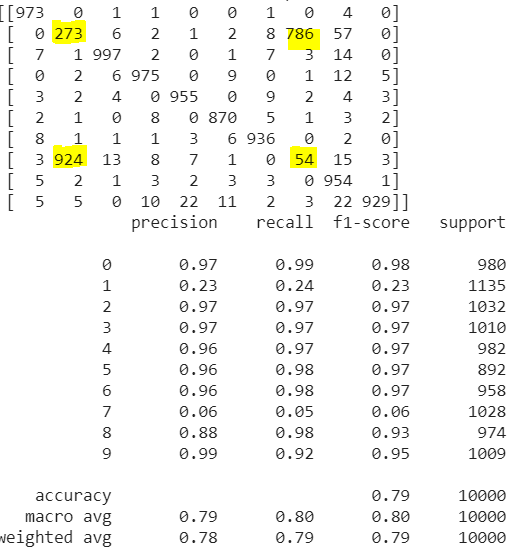 [[973 0 1 1 0 0 1 0 4 0]
[ 0 273 6 2 1 2 8 786 57 0]
[ 7 1 997 2 0 1 7 3 14 0]
[ 0 2 6 975 0 9 0 1 12 5]
[ 3 2 4 0 955 0 9 2 4 3]
[ 2 1 0 8 0 870 5 1 3 2]
[ 8 1 1 1 3 6 936 0 2 0]
[ 3 924 13 8 7 1 0 54 15 3]
[ 5 2 1 3 2 3 3 0 954 1]
[ 5 5 0 10 22 11 2 3 22 929]]
precision recall f1-score support
0 0.97 0.99 0.98 980
1 0.23 0.24 0.23 1135
2 0.97 0.97 0.97 1032
3 0.97 0.97 0.97 1010
4 0.96 0.97 0.97 982
5 0.96 0.98 0.97 892
6 0.96 0.98 0.97 958
7 0.06 0.05 0.06 1028
8 0.88 0.98 0.93 974
9 0.99 0.92 0.95 1009
accuracy 0.79 10000
macro avg 0.79 0.80 0.80 10000
weighted avg 0.78 0.79 0.79 10000